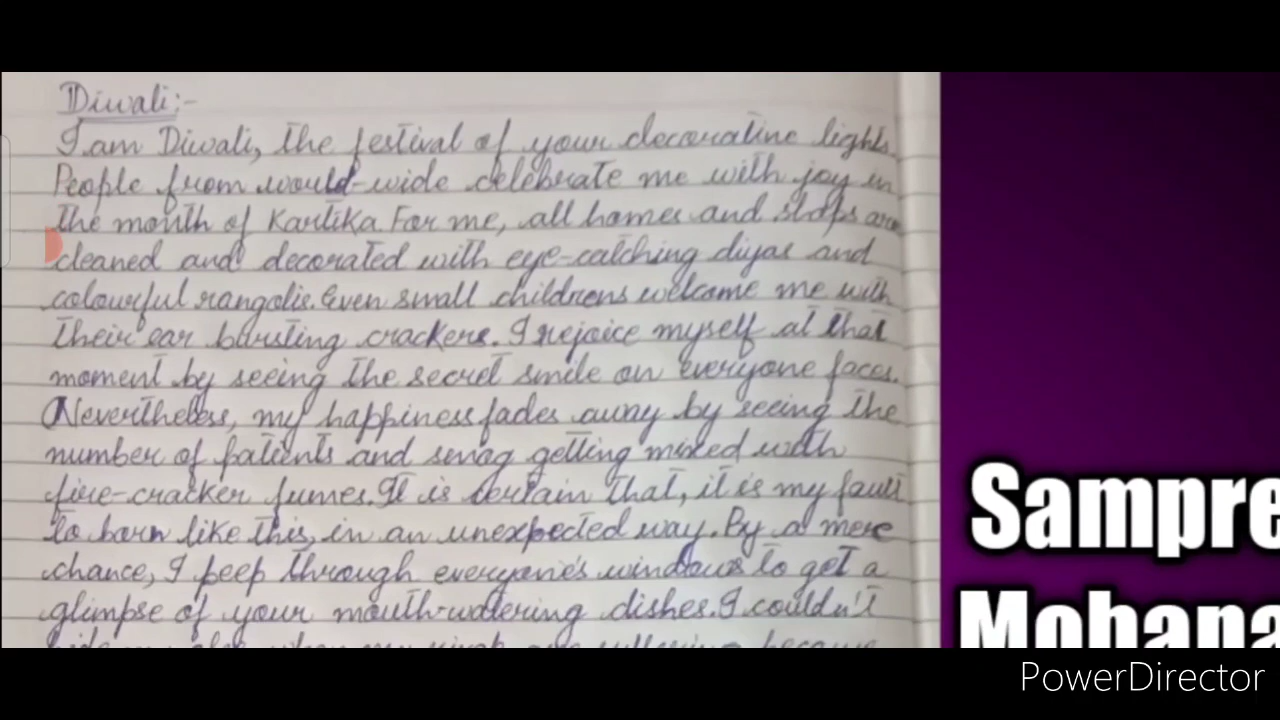 Diwali:-
I am Diwali, the festival of your decorative lights.
People from would-wide celebrate me with joy in
the month of Kartika For me, all homes and shops are
cleaned and decorated with eye-catching diyas and
colourful rangolis. Even small childrens welcome me with
their ear bursting crackers. I rejoice myself at that
moment by seeing the secret smile on everyone faces.
Nevertheless, my happiness fades away by seeing the
number of patients and smog getting mixed with
fire-cracker fumes. It is certain that, it is my fault
to born like this, in an unexpected way. By a mere
chance, I peep through everyone's windows to get a
glimpse of your mouth-watering dishes. I couldn't
suffering because
Sampre
Mohana
PowerDirector